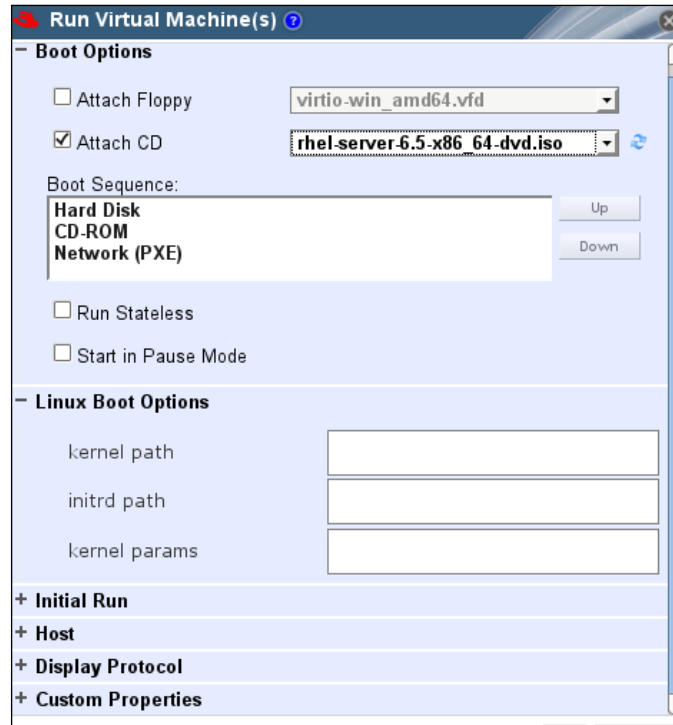 Run Virtual Machine(s) ?
− Boot Options
Attach Floppy virtio-win_amd64.vfd
Attach CD rhel-server-6.5-x86_64-dvd.iso
Boot Sequence:
Hard Disk Up
CD-ROM
Network (PXE) Down
Run Stateless
Start in Pause Mode
− Linux Boot Options
kernel path
initrd path
kernel params
+ Initial Run
+ Host
+ Display Protocol
+ Custom Properties